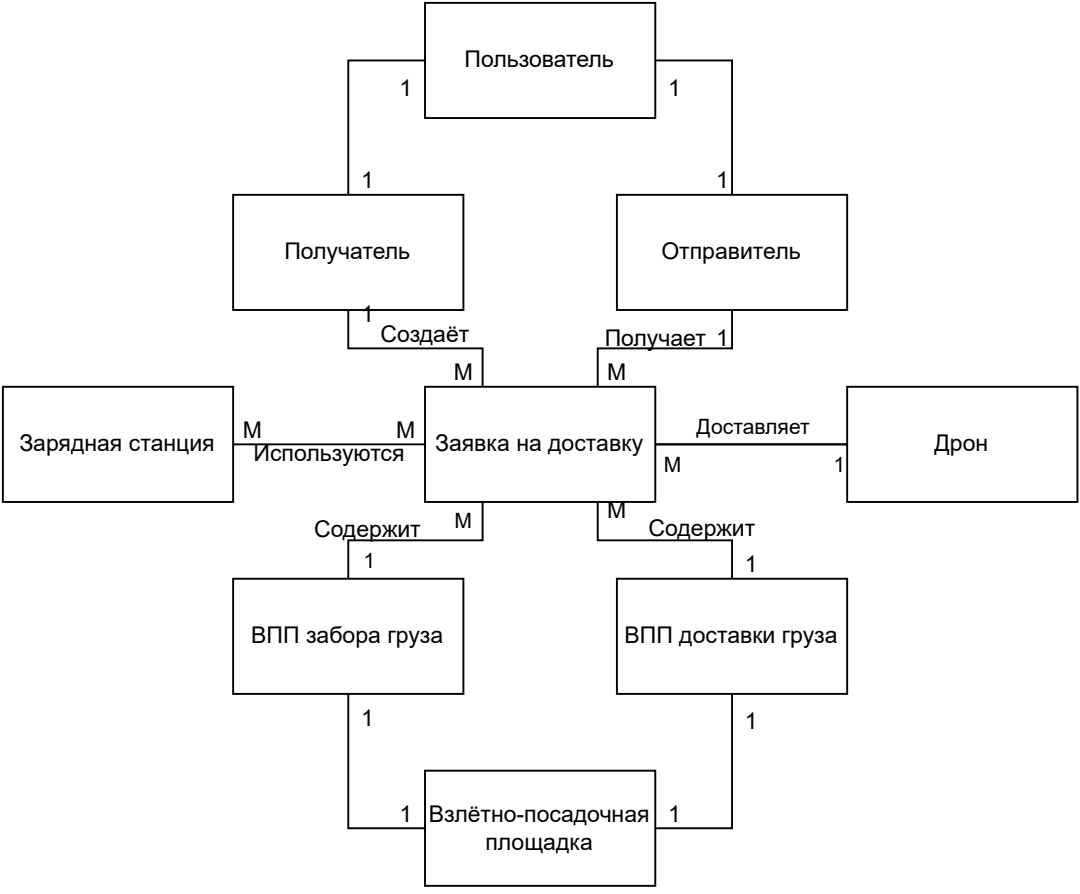 Пользователь
1
1
1
1
Получатель
Отправитель
1
Создаёт
Получает
1
М
М
Зарядная станция
М
М
Используются
Заявка на доставку
Доставляет
М
1
Дрон
М
М
Содержит
Содержит
1
1
ВПП забора груза
ВПП доставки груза
1
1
1
1
Взлётно-посадочная
площадка